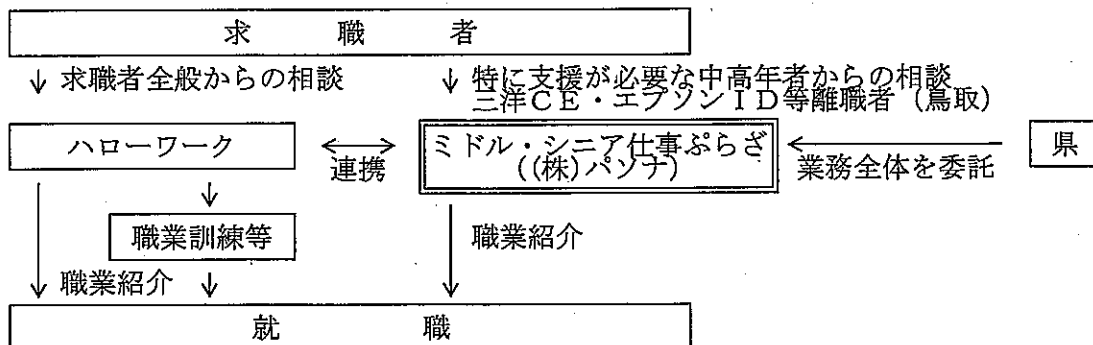 求職者
↓ 求職者全般からの相談
↓ 特に支援が必要な中高年者からの相談
三洋CE・エプソンID等離職者(鳥取)
ハローワーク
連携
ミドル・シニア仕事ぷらざ
((株)パソナ)
業務全体を委託
県
職業訓練等
職業紹介
職業紹介
就職